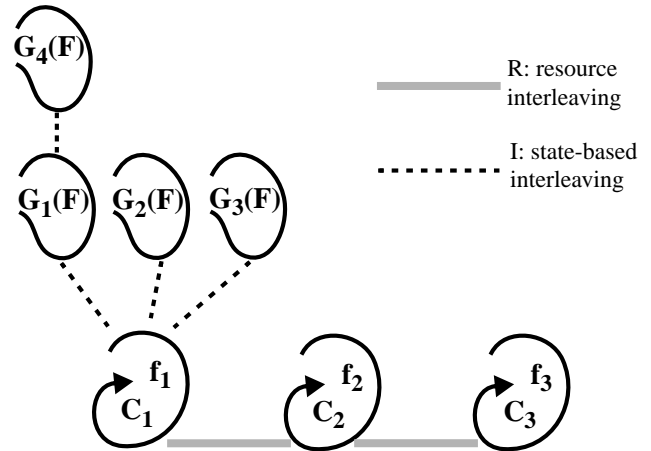 G4(F)
R: resource
interleaving
I: state-based
interleaving
G1(F) G2(F) G3(F)
f1 f2 f3
C1 C2 C3